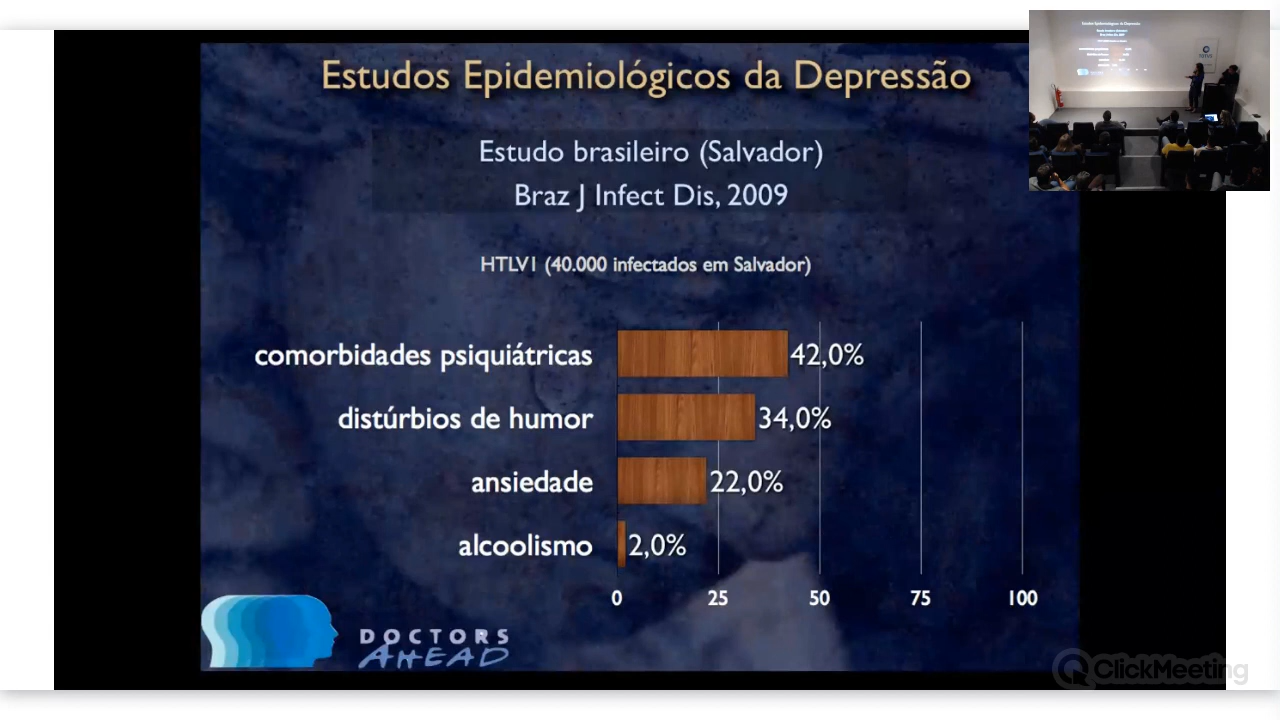 Estudos Epidemiológicos da Depressão
Estudo brasileiro (Salvador)
Braz J Infect Dis, 2009
HTLV1 (40.000 infectados em Salvador)
comorbidades psiquiátricas 42,0%
distúrbios de humor 34,0%
ansiedade 22,0%
alcoolismo 2,0%
0 25 50 75 100
DOCTORS
AHEAD
ClickMeeting